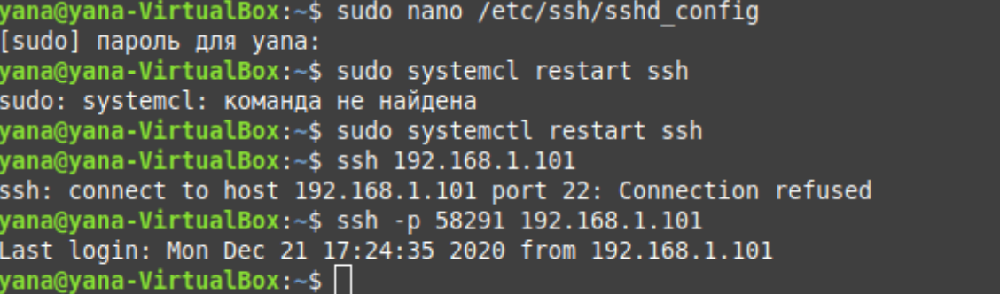 yana@yana-VirtualBox:~$ sudo nano /etc/ssh/sshd_config
[sudo] пароль для yana:
yana@yana-VirtualBox:~$ sudo systemcl restart ssh
sudo: systemcl: команда не найдена
yana@yana-VirtualBox:~$ sudo systemctl restart ssh
yana@yana-VirtualBox:~$ ssh 192.168.1.101
ssh: connect to host 192.168.1.101 port 22: Connection refused
yana@yana-VirtualBox:~$ ssh -p 58291 192.168.1.101
Last login: Mon Dec 21 17:24:35 2020 from 192.168.1.101
yana@yana-VirtualBox:~$